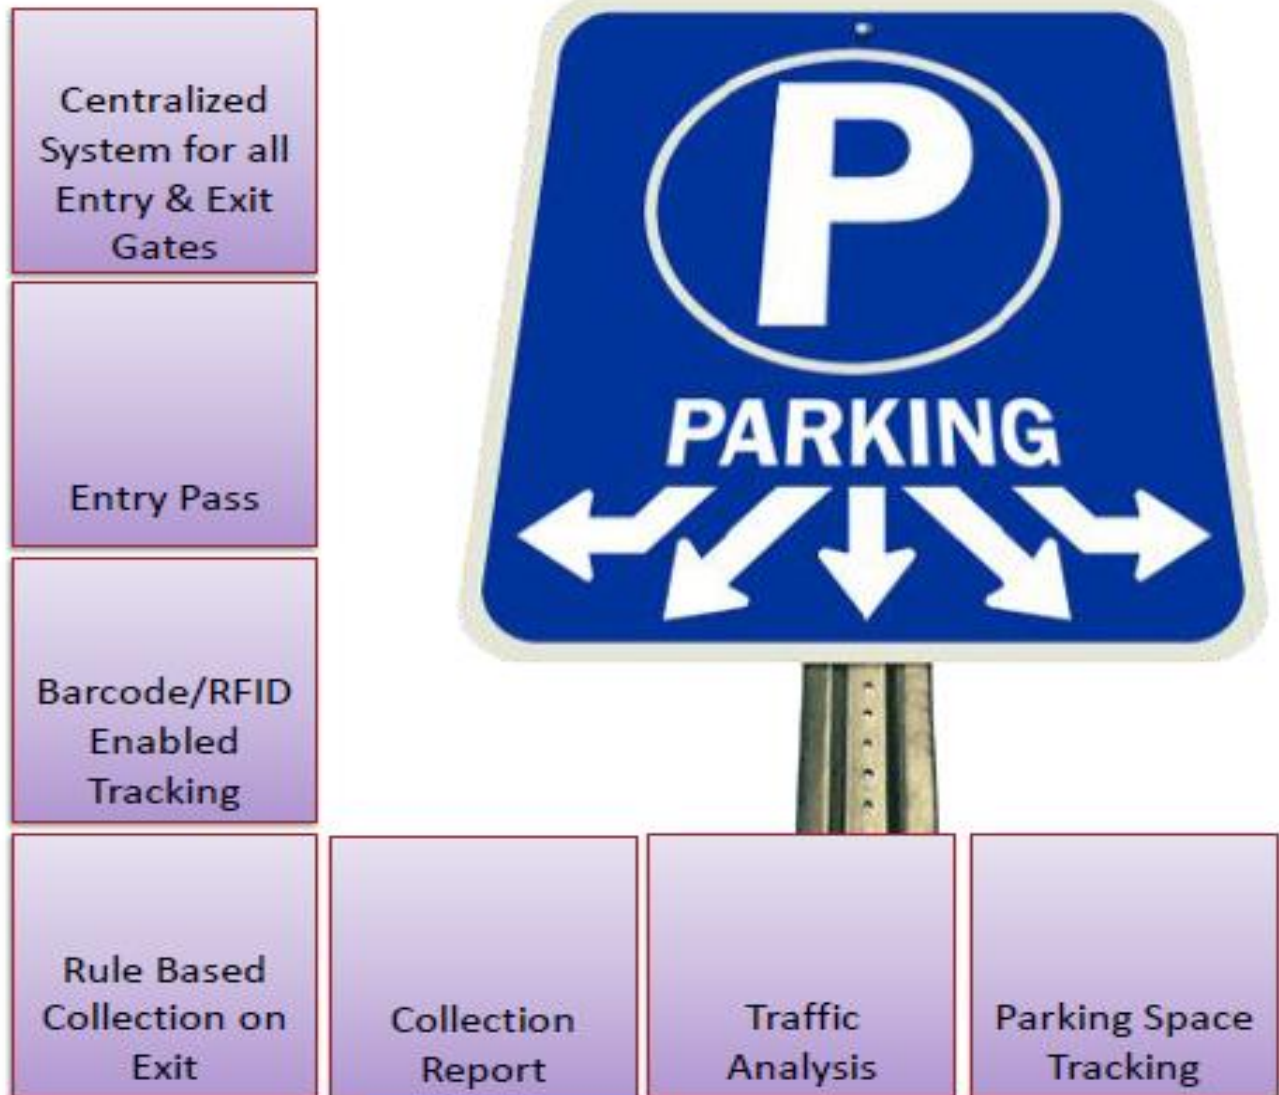 Centralized
System for all
Entry & Exit
Gates
P
PARKING
Entry Pass
Barcode/RFID
Enabled
Tracking
Rule Based
Collection on
Exit
Collection
Report
Traffic
Analysis
Parking Space
Tracking